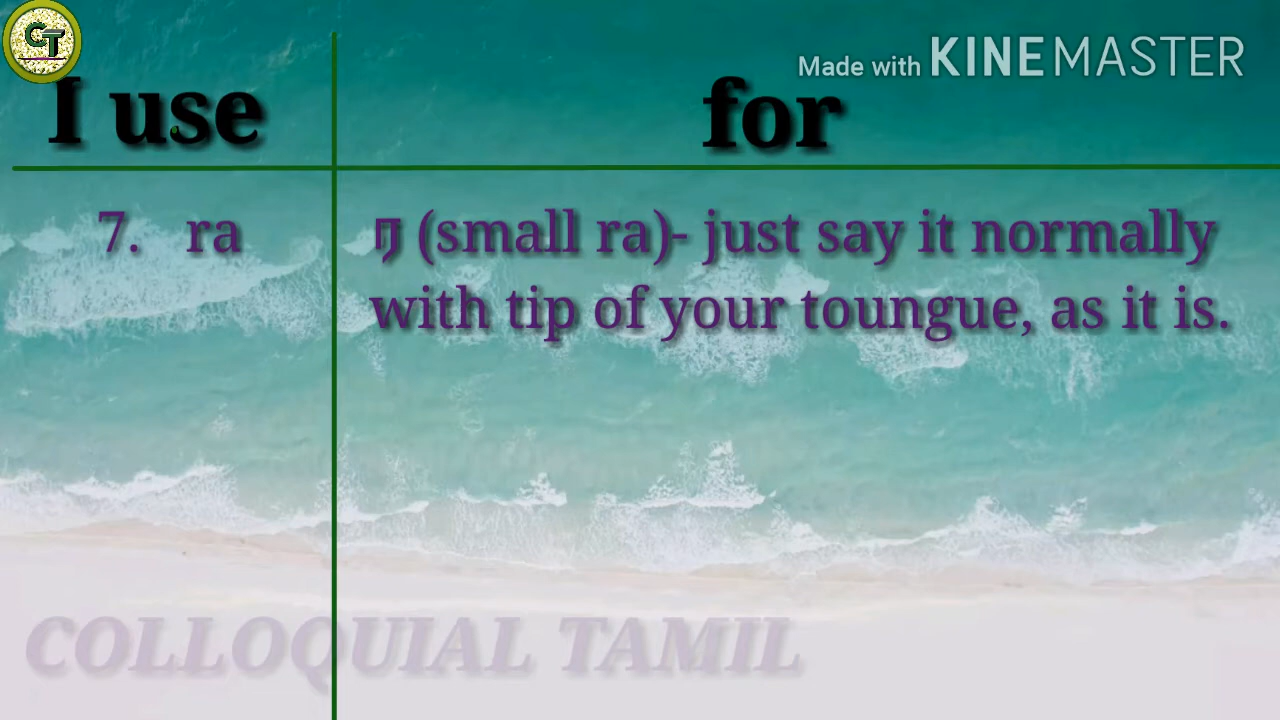 CT
Made with KINEMASTER
I use for
7. ra ர (small ra)- just say it normally
with tip of your toungue, as it is.
COLLOQUIAL TAMIL